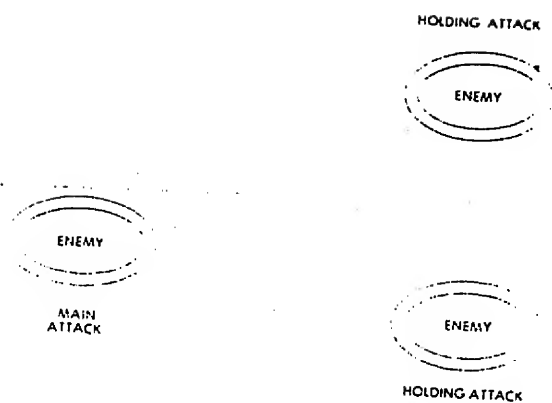 HOLDING ATTACK
ENEMY
ENEMY
MAIN
ATTACK
ENEMY
HOLDING ATTACK